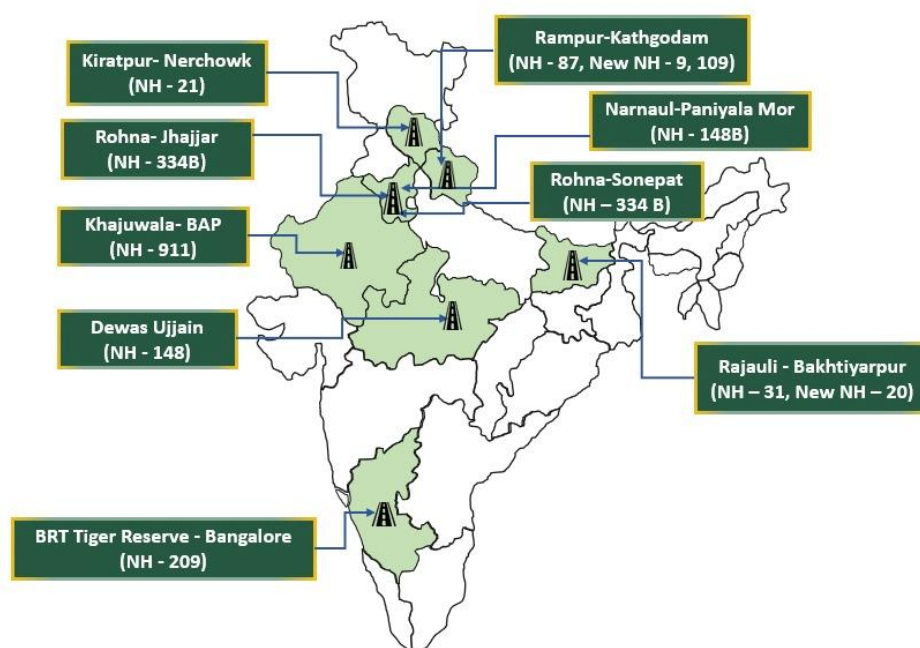 Kiratpur- Nerchowk
(NH - 21)
Rampur-Kathgodam
(NH - 87, New NH - 9, 109)
Rohna- Jhajjar
(NH - 334B)
Narnaul-Paniyala Mor
(NH - 148B)
Khajuwala- BAP
(NH - 911)
Rohna-Sonepat
(NH – 334 B)
Dewas Ujjain
(NH - 148)
Rajauli - Bakhtiyarpur
(NH – 31, New NH – 20)
BRT Tiger Reserve - Bangalore
(NH - 209)